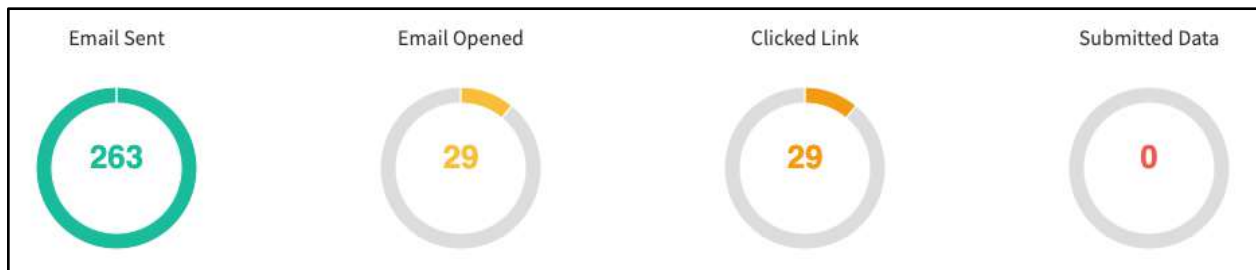 Email Sent
Email Opened
Clicked Link
Submitted Data
263
29
29
0